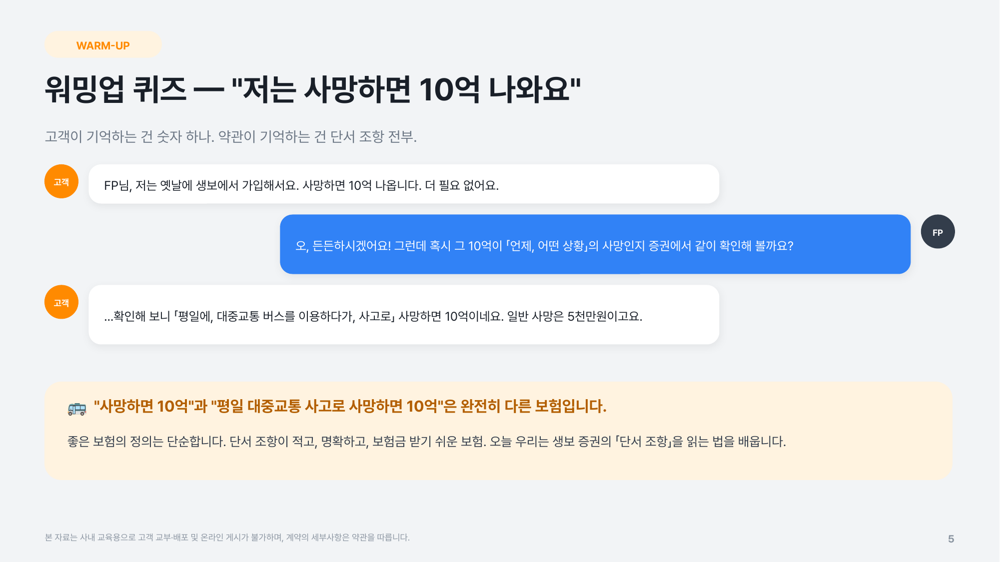 WARM-UP
워밍업 퀴즈 — "저는 사망하면 10억 나와요"
고객이 기억하는 건 숫자 하나. 약관이 기억하는 건 단서 조항 전부.
고객
FP님, 저는 옛날에 생보에서 가입해서요. 사망하면 10억 나옵니다. 더 필요 없어요.
오, 든든하시겠어요! 그런데 혹시 그 10억이 「언제, 어떤 상황」의 사망인지 증권에서 같이 확인해 볼까요?
FP
고객
...확인해 보니 「평일에, 대중교통 버스를 이용하다가, 사고로」 사망하면 10억이네요. 일반 사망은 5천만원이고요.
"사망하면 10억"과 "평일 대중교통 사고로 사망하면 10억"은 완전히 다른 보험입니다.
좋은 보험의 정의는 단순합니다. 단서 조항이 적고, 명확하고, 보험금 받기 쉬운 보험. 오늘 우리는 생보 증권의 「단서 조항」을 읽는 법을 배웁니다.
본 자료는 사내 교육용으로 고객 교부·배포 및 온라인 게시가 불가하며, 계약의 세부사항은 약관을 따릅니다.
5